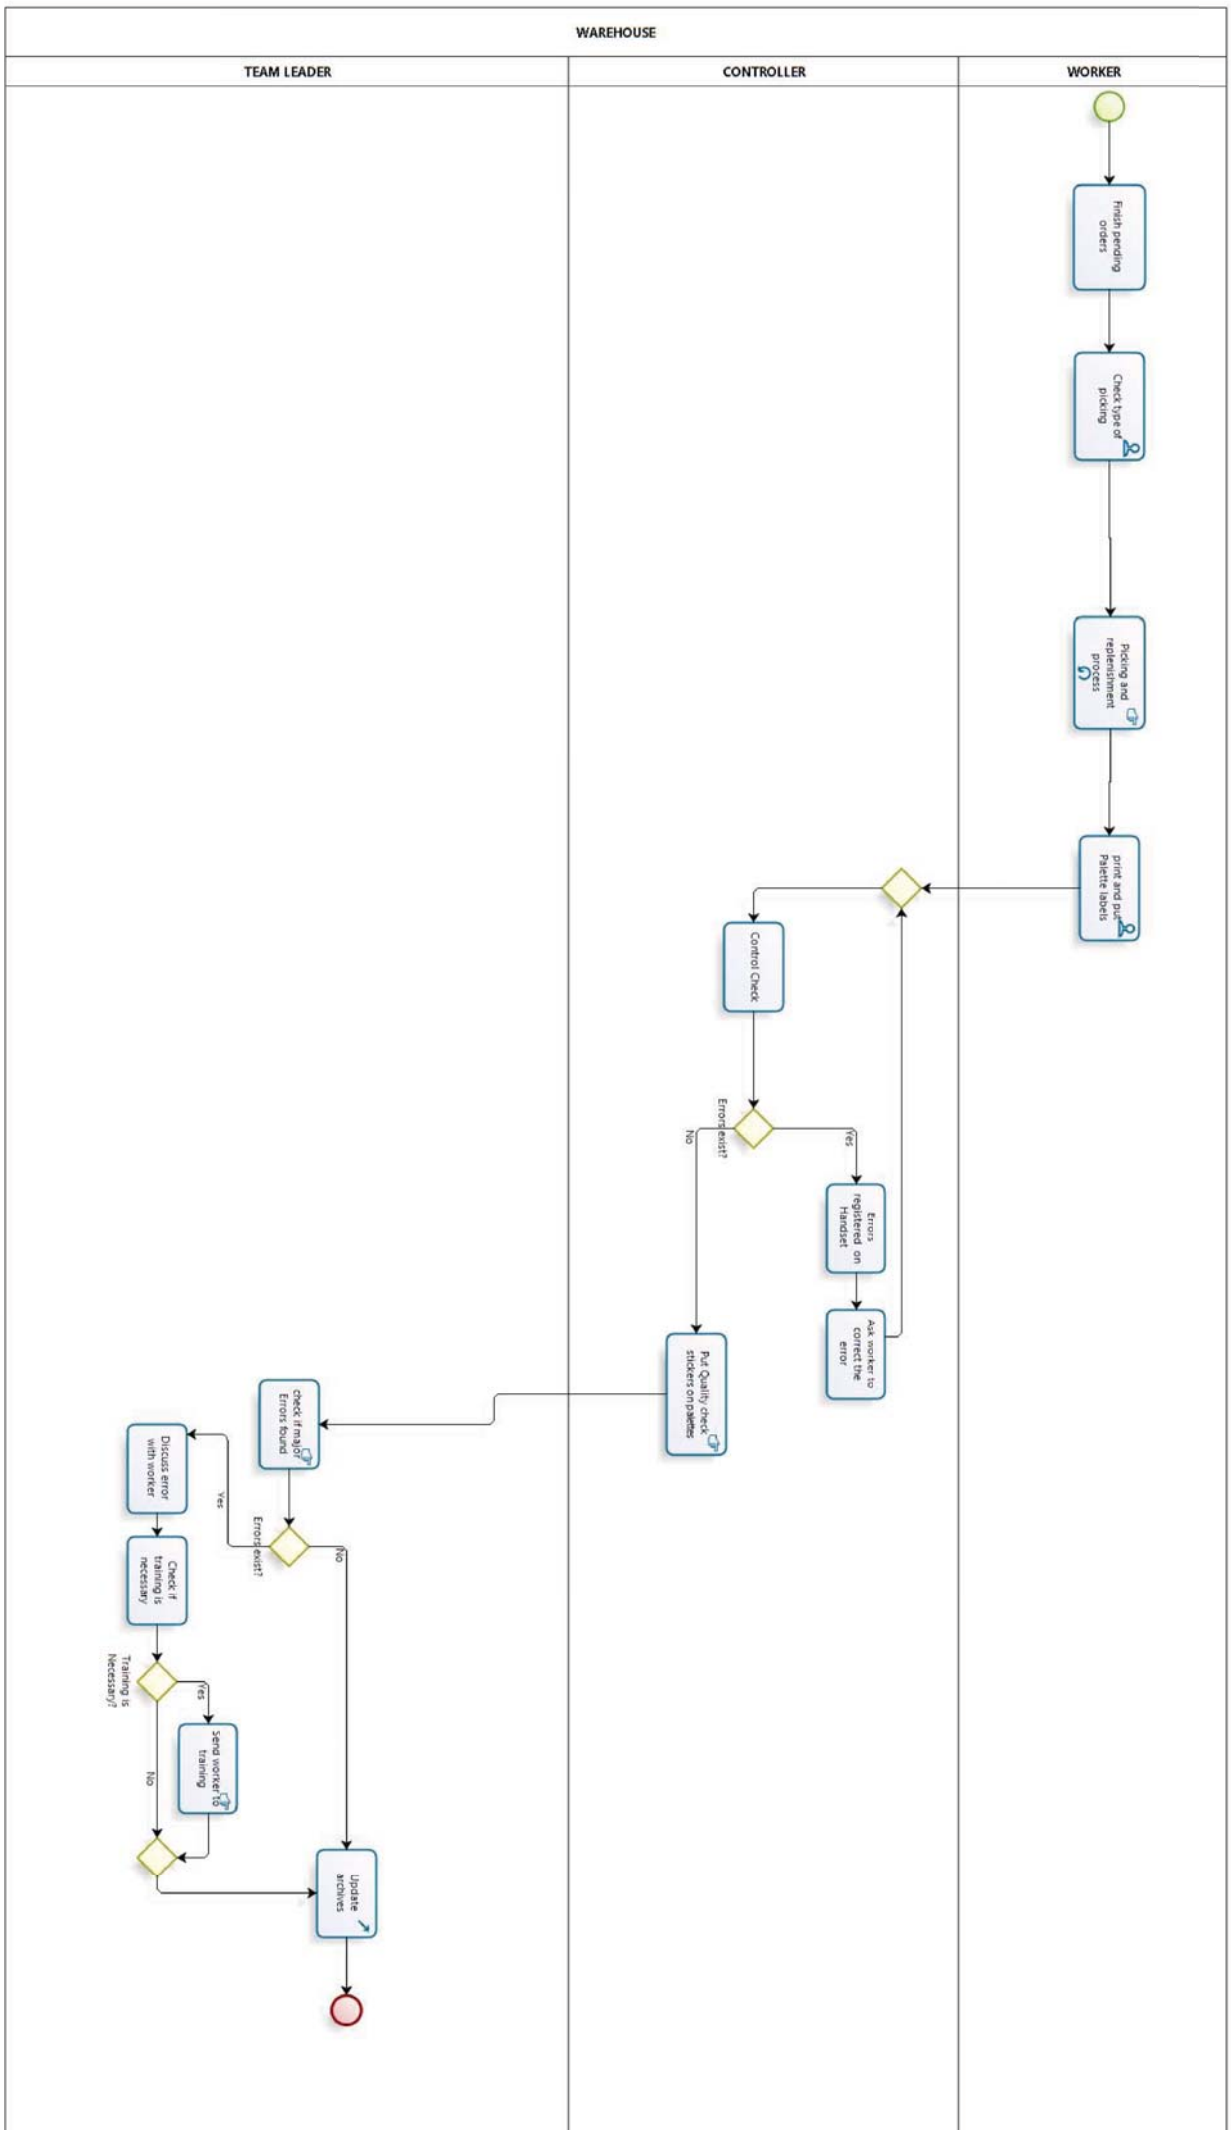 WAREHOUSE
TEAM LEADER
CONTROLLER
WORKER
Finish pending
orders
Check type of
picking
Picking and
replenishment
process
print and put
Palette labels
Control Check
Errors exist?
Yes
No
Errors
registered on
Handset
Ask worker to
correct the
error
Put Quality check
stickers on palettes
check if major
Errors found
Errors exist?
Yes
No
Discuss error
with worker
Check if
training is
necessary
Training is
Necessary?
Yes
No
Send worker to
training
Update
archives